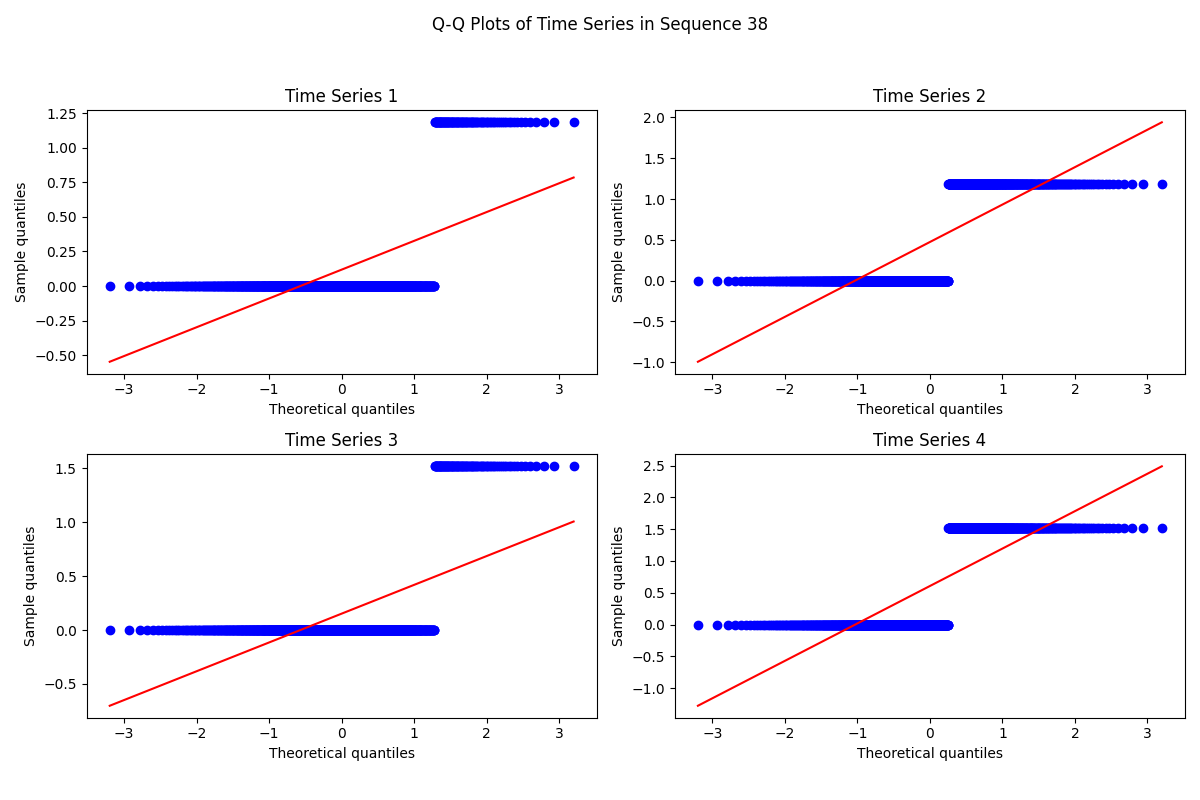 Q-Q Plots of Time Series in Sequence 38
Time Series 1
1.25
1.00
0.75
0.50
0.25
0.00
−0.25
−0.50
Sample quantiles
−3 −2 −1 0 1 2 3
Theoretical quantiles
Time Series 2
2.0
1.5
1.0
0.5
0.0
−0.5
−1.0
Sample quantiles
−3 −2 −1 0 1 2 3
Theoretical quantiles
Time Series 3
1.5
1.0
0.5
0.0
−0.5
Sample quantiles
−3 −2 −1 0 1 2 3
Theoretical quantiles
Time Series 4
2.5
2.0
1.5
1.0
0.5
0.0
−0.5
−1.0
Sample quantiles
−3 −2 −1 0 1 2 3
Theoretical quantiles